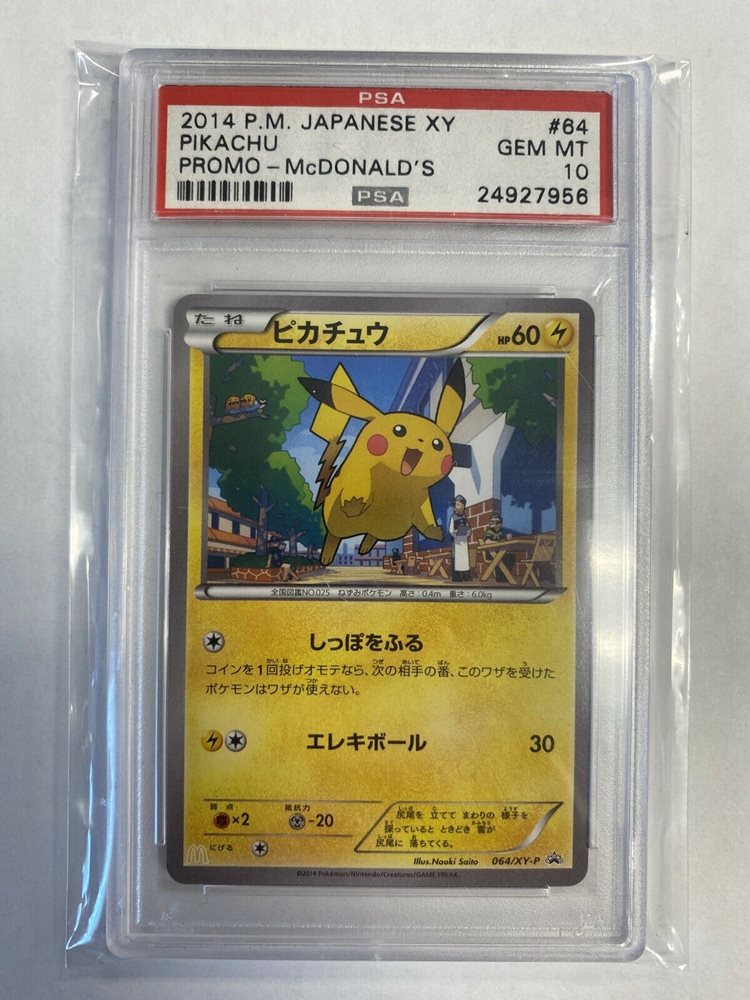 PSA
2014 P.M. JAPANESE XY #64
PIKACHU GEM MT
PROMO - McDONALD'S 10
PSA 24927956
たね ピカチュウ HP60
全国図鑑NO.025 ねずみポケモン 高さ:0.4m 重さ:6.0kg
しっぽをふる
コインを1回投げオモテなら、次の相手の番、このワザを受けた
ポケモンはワザが使えない。
エレキボール 30
弱点 抵抗力
×2 -20
にげる
尻尾を 立てて まわりの 様子を
探っていると ときどき 雷が
尻尾に 落ちてくる。
Illus.Naoki Saito 064/XY-P
©2014 Pokémon/Nintendo/Creatures/GAME FREAK.